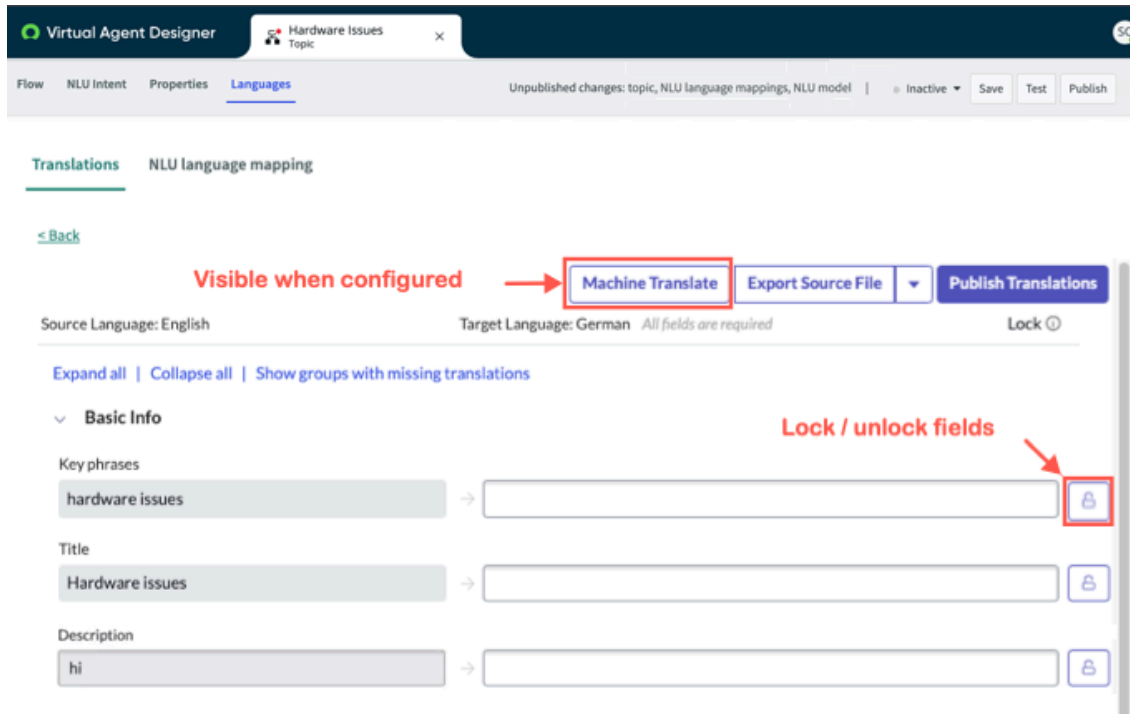 Virtual Agent Designer
Hardware Issues
Topic
Flow NLU Intent Properties Languages
Unpublished changes: topic, NLU language mappings, NLU model | Inactive Save Test Publish
Translations NLU language mapping
< Back
Visible when configured
Machine Translate Export Source File Publish Translations
Source Language: English Target Language: German All fields are required Lock
Expand all | Collapse all | Show groups with missing translations
Basic Info
Lock / unlock fields
Key phrases
hardware issues
Title
Hardware issues
Description
hi